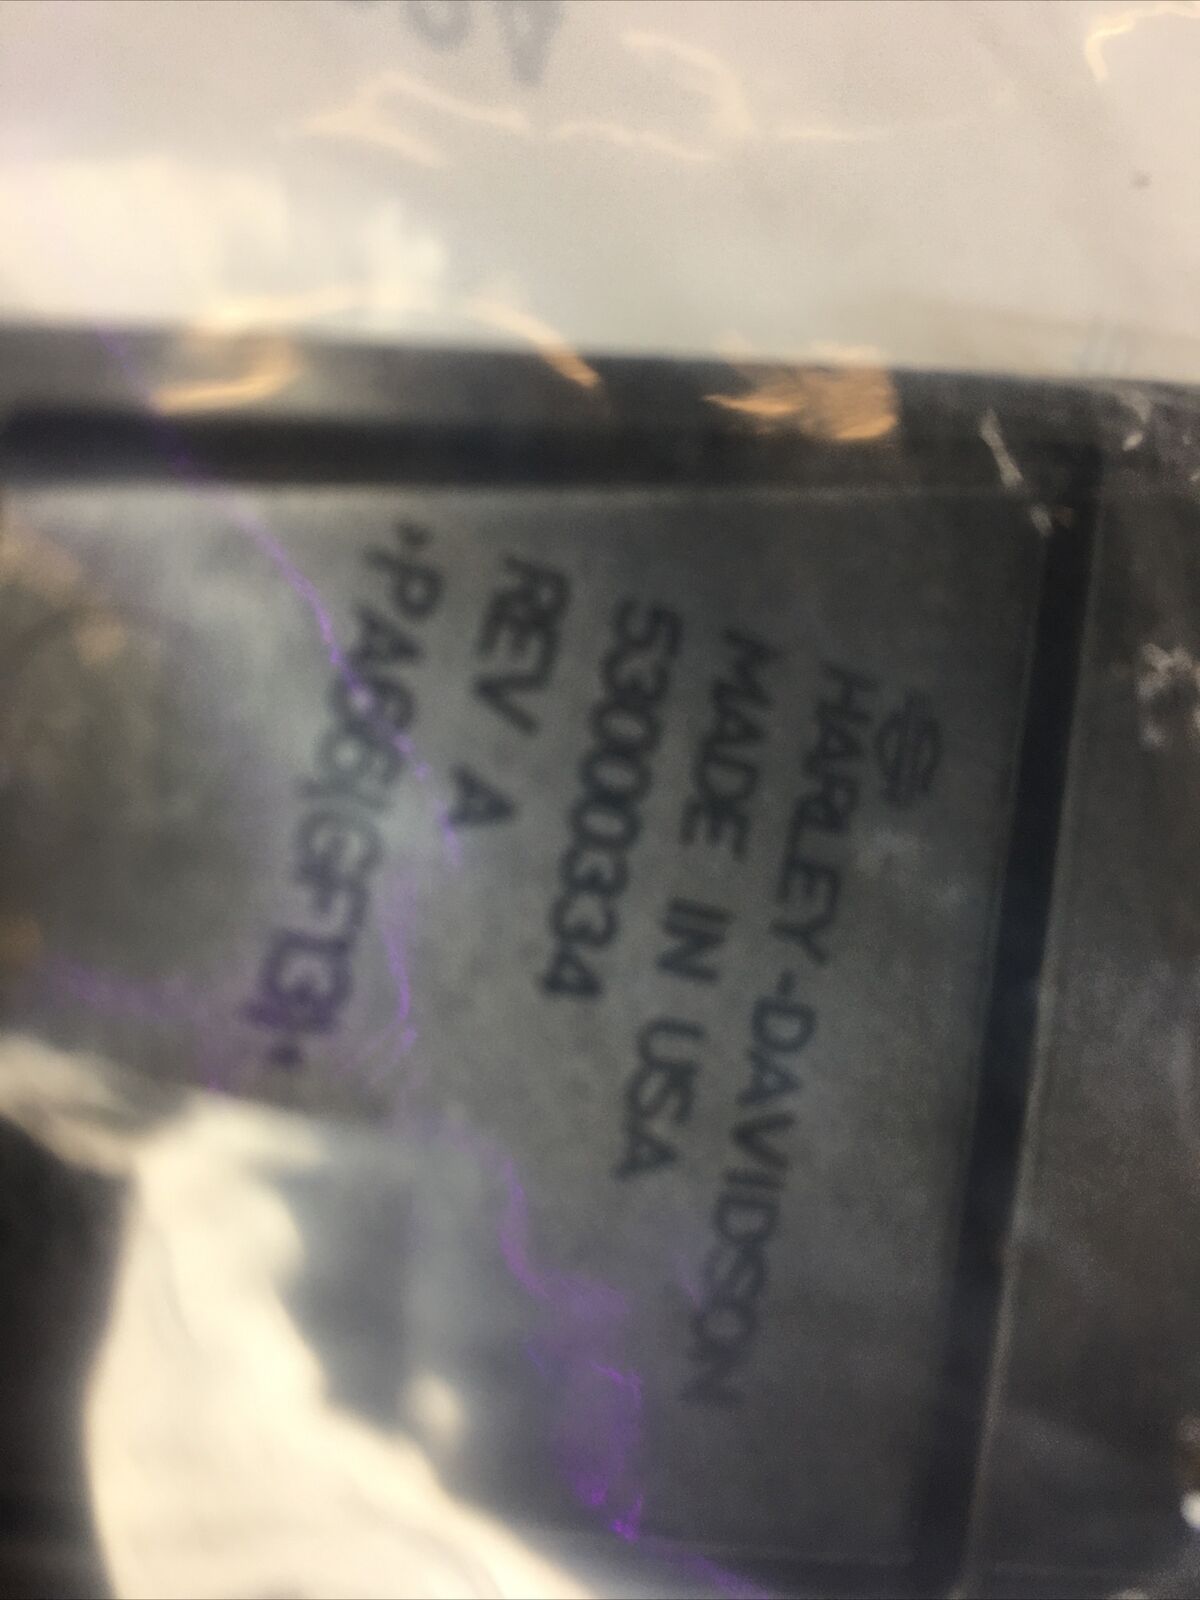 HARLEY-DAVIDSON
MADE IN USA
53000334
REV A